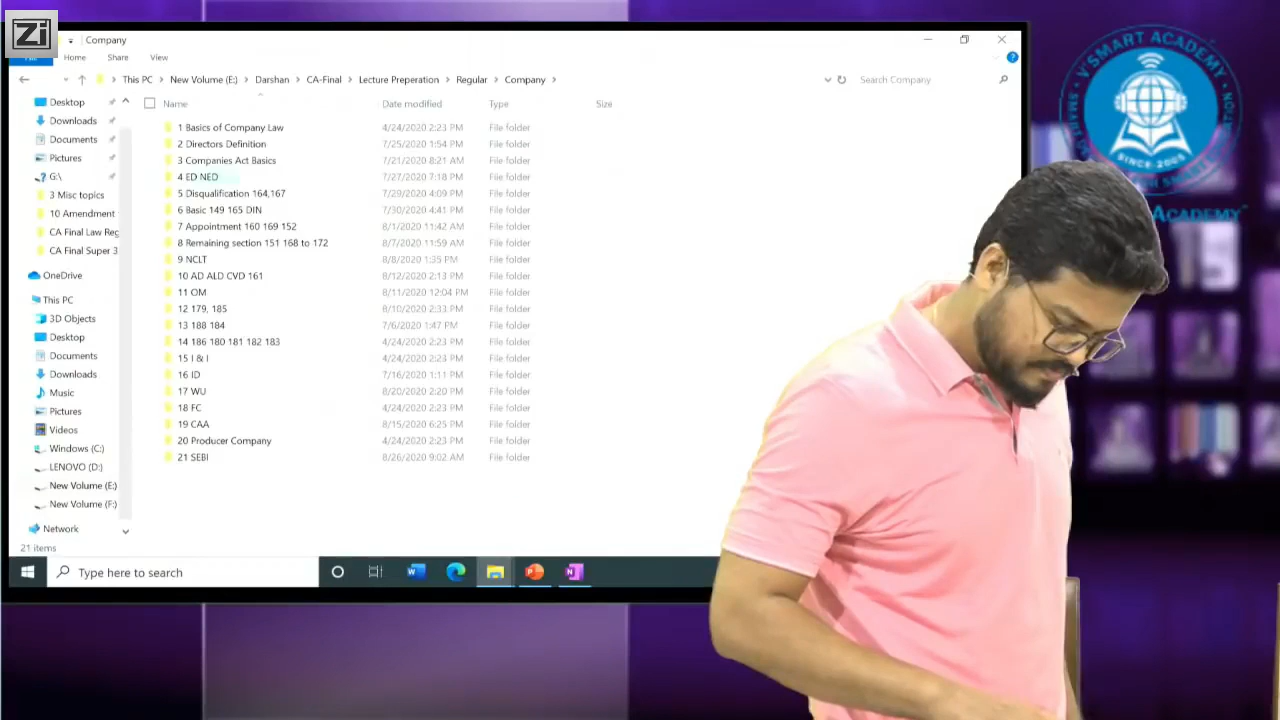 Zi
Company
File
Home
Share
View
This PC
New Volume (E:)
Darshan
CA-Final
Lecture Preperation
Regular
Company
Search Company
Desktop
Downloads
Documents
Pictures
G:\
3 Misc topics
10 Amendment
CA Final Law Reg
CA Final Super 3
OneDrive
This PC
3D Objects
Desktop
Documents
Downloads
Music
Pictures
Videos
Windows (C:)
LENOVO (D:)
New Volume (E:)
New Volume (F:)
Network
Name Date modified Type Size
1 Basics of Company Law 4/24/2020 2:23 PM File folder
2 Directors Definition 7/25/2020 1:54 PM File folder
3 Companies Act Basics 7/21/2020 8:21 AM File folder
4 ED NED 7/27/2020 7:18 PM File folder
5 Disqualification 164,167 7/29/2020 4:09 PM File folder
6 Basic 149 165 DIN 7/30/2020 4:41 PM File folder
7 Appointment 160 169 152 8/1/2020 11:42 AM File folder
8 Remaining section 151 168 to 172 8/7/2020 11:59 AM File folder
9 NCLT 8/8/2020 1:35 PM File folder
10 AD ALD CVD 161 8/12/2020 2:13 PM File folder
11 OM 8/11/2020 12:04 PM File folder
12 179, 185 8/10/2020 2:33 PM File folder
13 188 184 7/6/2020 1:47 PM File folder
14 186 180 181 182 183 4/24/2020 2:23 PM File folder
15 I & I 4/24/2020 2:23 PM File folder
16 ID 7/16/2020 1:11 PM File folder
17 WU 8/20/2020 2:20 PM File folder
18 FC 4/24/2020 2:23 PM File folder
19 CAA 8/15/2020 6:25 PM File folder
20 Producer Company 4/24/2020 2:23 PM File folder
21 SEBI 8/26/2020 9:02 AM File folder
21 items
Type here to search
V'SMART ACADEMY
SINCE-2005
ACADEMY